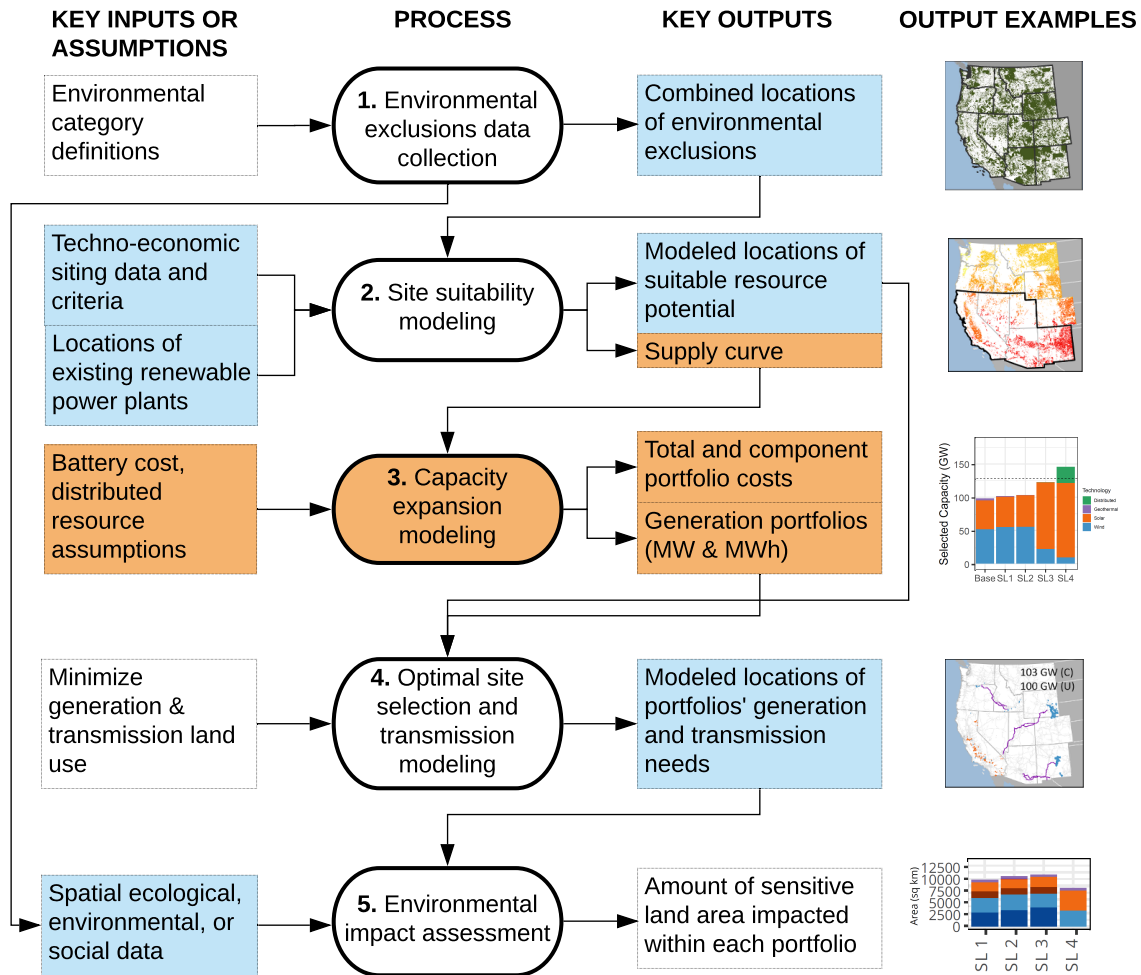 KEY INPUTS OR
ASSUMPTIONS
PROCESS
KEY OUTPUTS
OUTPUT EXAMPLES
Environmental
category
definitions
1. Environmental
exclusions data
collection
Combined locations
of environmental
exclusions
Techno-economic
siting data and
criteria
Locations of
existing renewable
power plants
2. Site suitability
modeling
Modeled locations of
suitable resource
potential
Supply curve
Battery cost,
distributed
resource
assumptions
3. Capacity
expansion
modeling
Total and component
portfolio costs
Generation portfolios
(MW & MWh)
Selected Capacity (GW)
150
100
50
0
Base SL1 SL2 SL3 SL4
Technology
Distributed
Geothermal
Solar
Wind
Minimize
generation &
transmission land
use
4. Optimal site
selection and
transmission
modeling
Modeled locations of
portfolios' generation
and transmission
needs
103 GW (C)
100 GW (U)
Spatial ecological,
environmental, or
social data
5. Environmental
impact assessment
Amount of sensitive
land area impacted
within each portfolio
Area (sq km)
12500
10000
7500
5000
2500
0
SL 1
SL 2
SL 3
SL 4